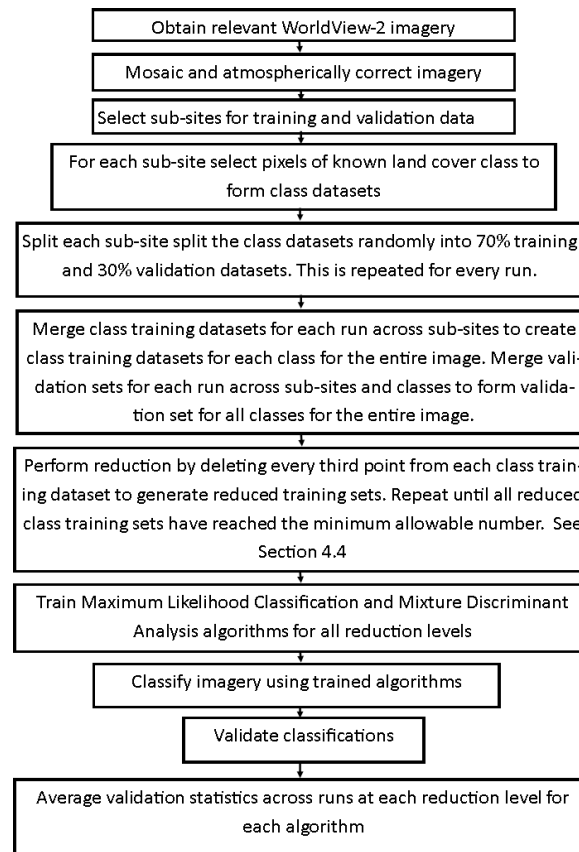 Obtain relevant WorldView-2 imagery
Mosaic and atmospherically correct imagery
Select sub-sites for training and validation data
For each sub-site select pixels of known land cover class to
form class datasets
Split each sub-site split the class datasets randomly into 70% training
and 30% validation datasets. This is repeated for every run.
Merge class training datasets for each run across sub-sites to create
class training datasets for each class for the entire image. Merge vali-
dation sets for each run across sub-sites and classes to form valida-
tion set for all classes for the entire image.
Perform reduction by deleting every third point from each class train-
ing dataset to generate reduced training sets. Repeat until all reduced
class training sets have reached the minimum allowable number. See
Section 4.4
Train Maximum Likelihood Classification and Mixture Discriminant
Analysis algorithms for all reduction levels
Classify imagery using trained algorithms
Validate classifications
Average validation statistics across runs at each reduction level for
each algorithm